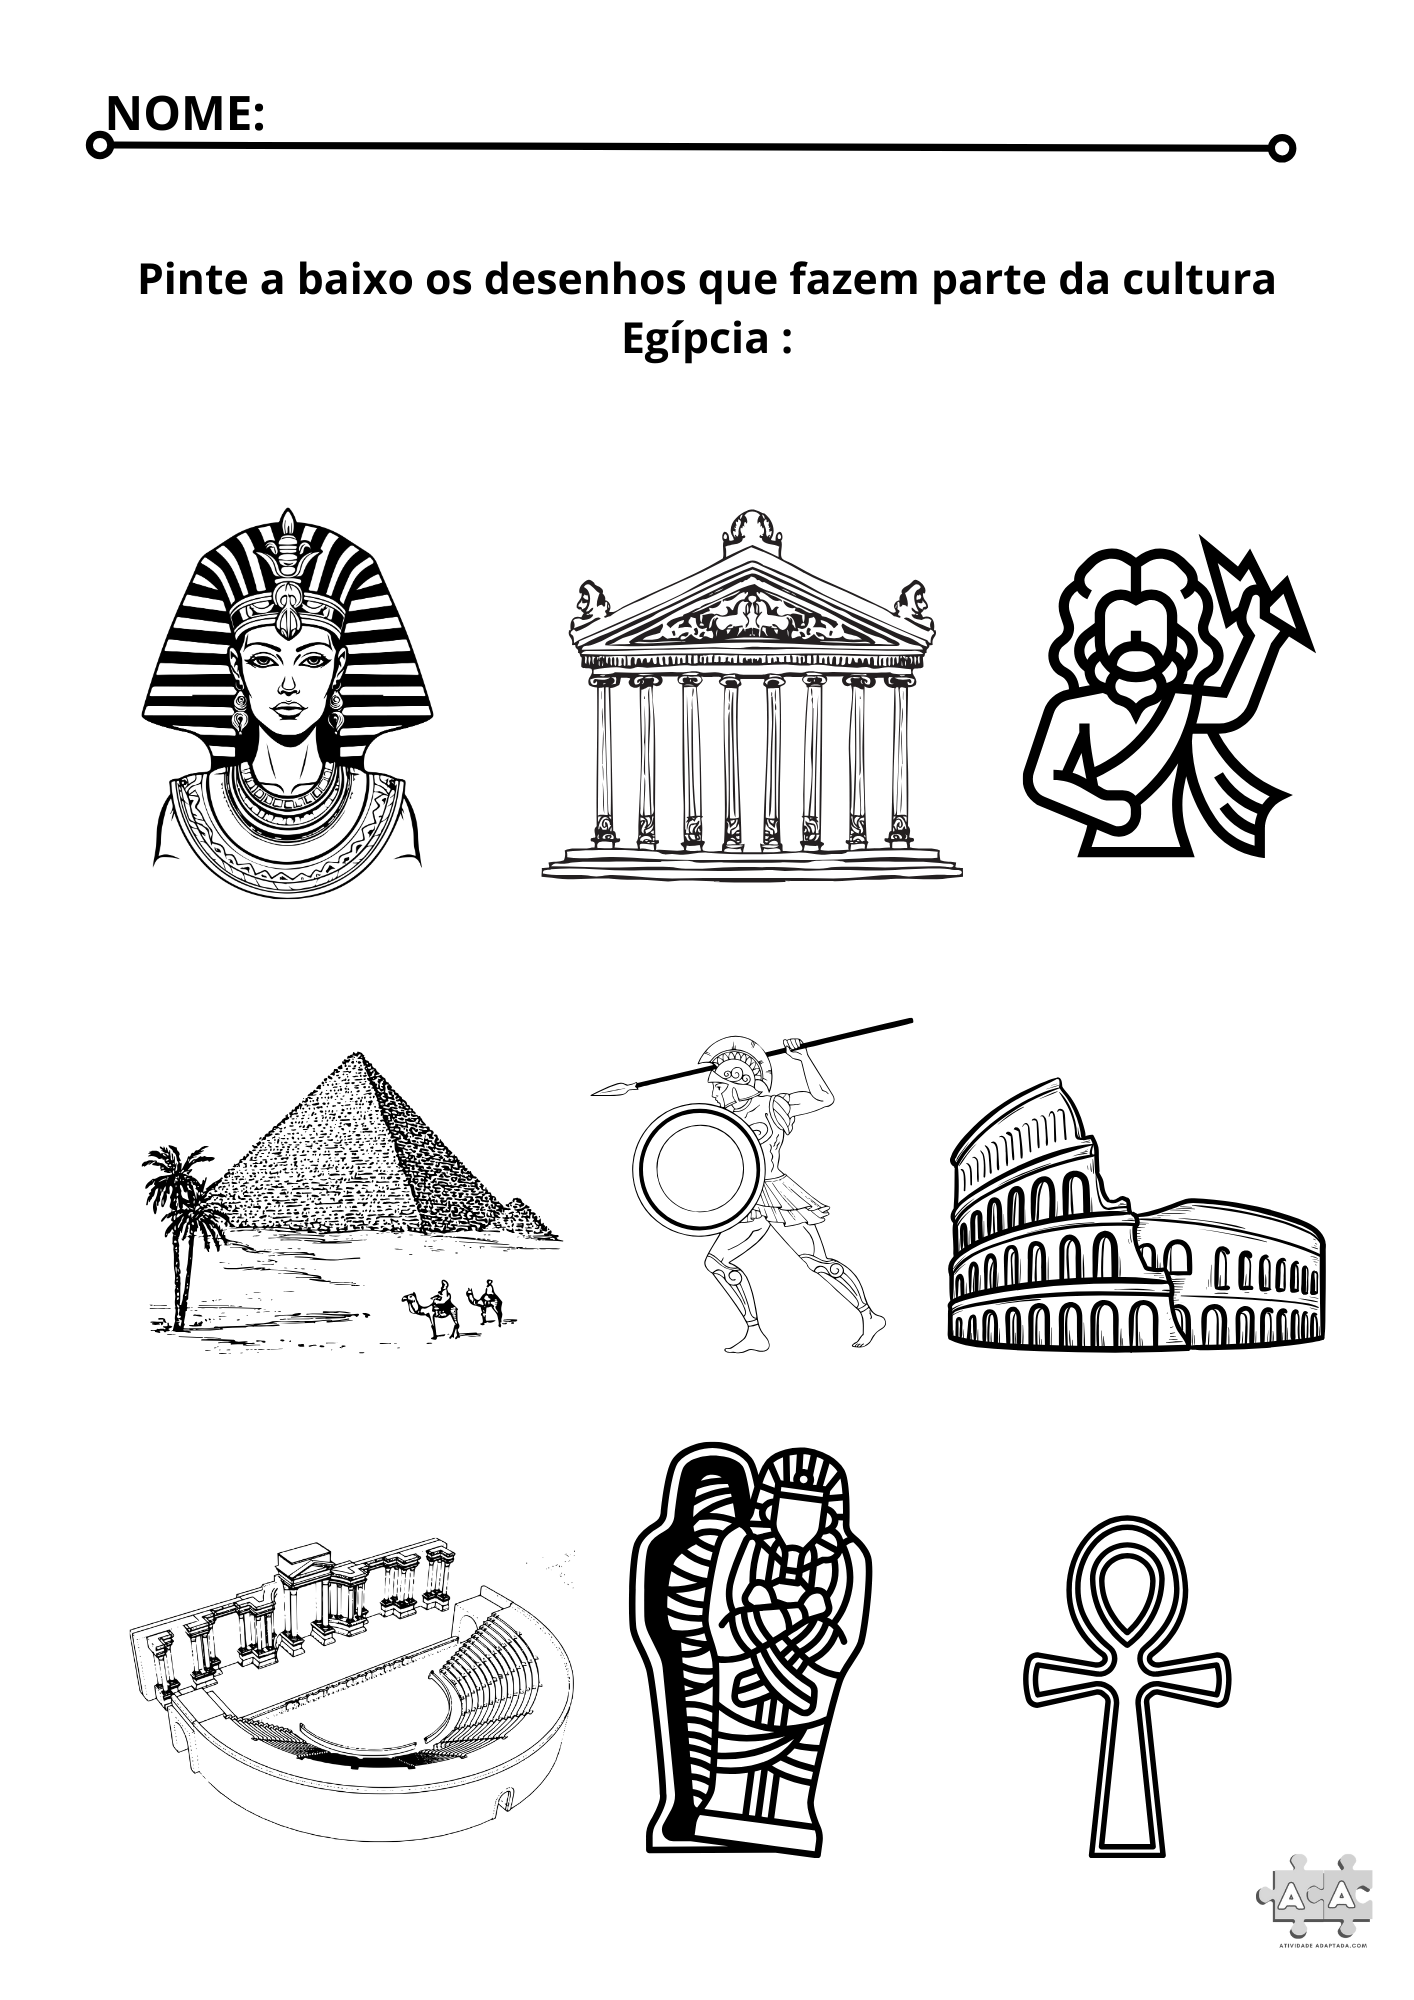 NOME:
Pinte a baixo os desenhos que fazem parte da cultura
Egípcia :
A A
ATIVIDADE ADAPTADA.COM